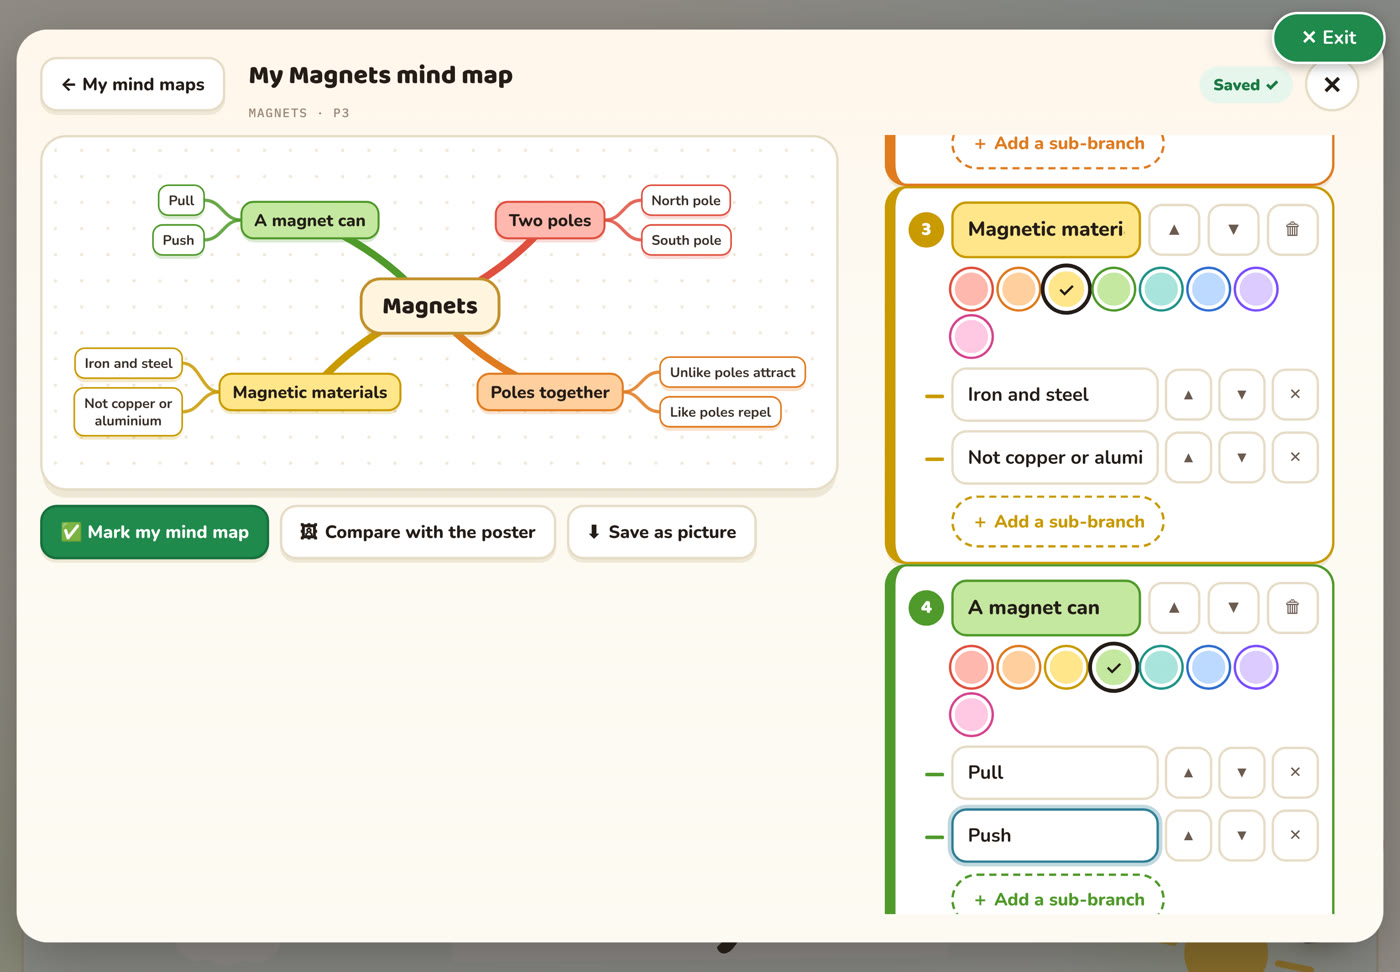 ✕ Exit
← My mind maps
My Magnets mind map
MAGNETS · P3
Saved ✓
✕
Pull
Push
A magnet can
Two poles
North pole
South pole
Magnets
Iron and steel
Not copper or
aluminium
Magnetic materials
Poles together
Unlike poles attract
Like poles repel
✅ Mark my mind map
🖼 Compare with the poster
⬇ Save as picture
+ Add a sub-branch
3
Magnetic materi
▲ ▼ 🗑
✓
Iron and steel
▲ ▼ ✕
Not copper or alumi
▲ ▼ ✕
+ Add a sub-branch
4
A magnet can
▲ ▼ 🗑
✓
Pull
▲ ▼ ✕
Push
▲ ▼ ✕
+ Add a sub-branch